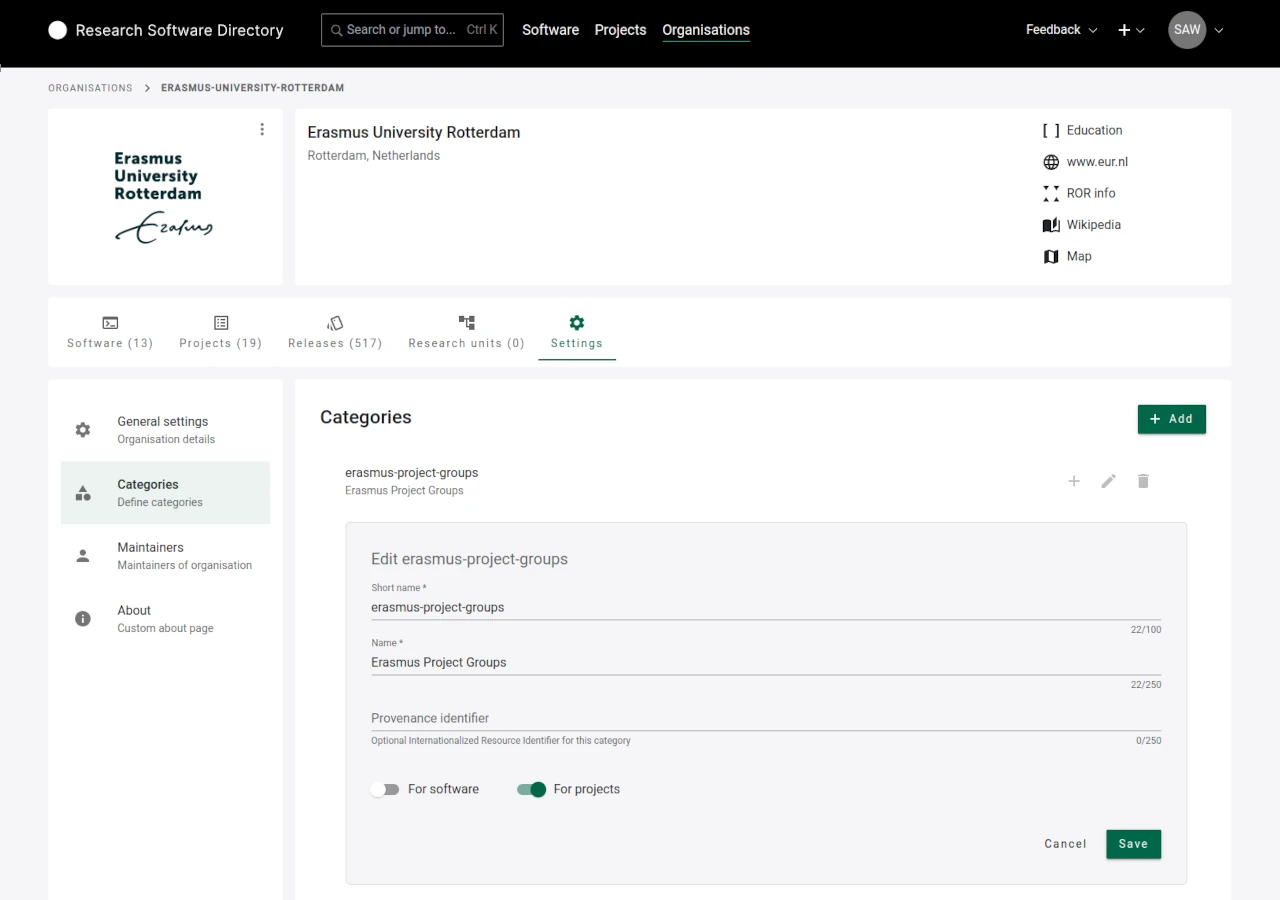 Research Software Directory
Search or jump to... Ctrl K
Software
Projects
Organisations
Feedback
SAW
ORGANISATIONS
ERASMUS-UNIVERSITY-ROTTERDAM
Erasmus
University
Rotterdam
Erasmus
Erasmus University Rotterdam
Rotterdam, Netherlands
Education
www.eur.nl
ROR info
Wikipedia
Map
Software (13)
Projects (19)
Releases (517)
Research units (0)
Settings
General settings
Organisation details
Categories
Define categories
Maintainers
Maintainers of organisation
About
Custom about page
Categories
+ Add
erasmus-project-groups
Erasmus Project Groups
Edit erasmus-project-groups
Short name *
erasmus-project-groups
22/100
Name *
Erasmus Project Groups
22/250
Provenance identifier
Optional Internationalized Resource Identifier for this category
0/250
For software
For projects
Cancel
Save